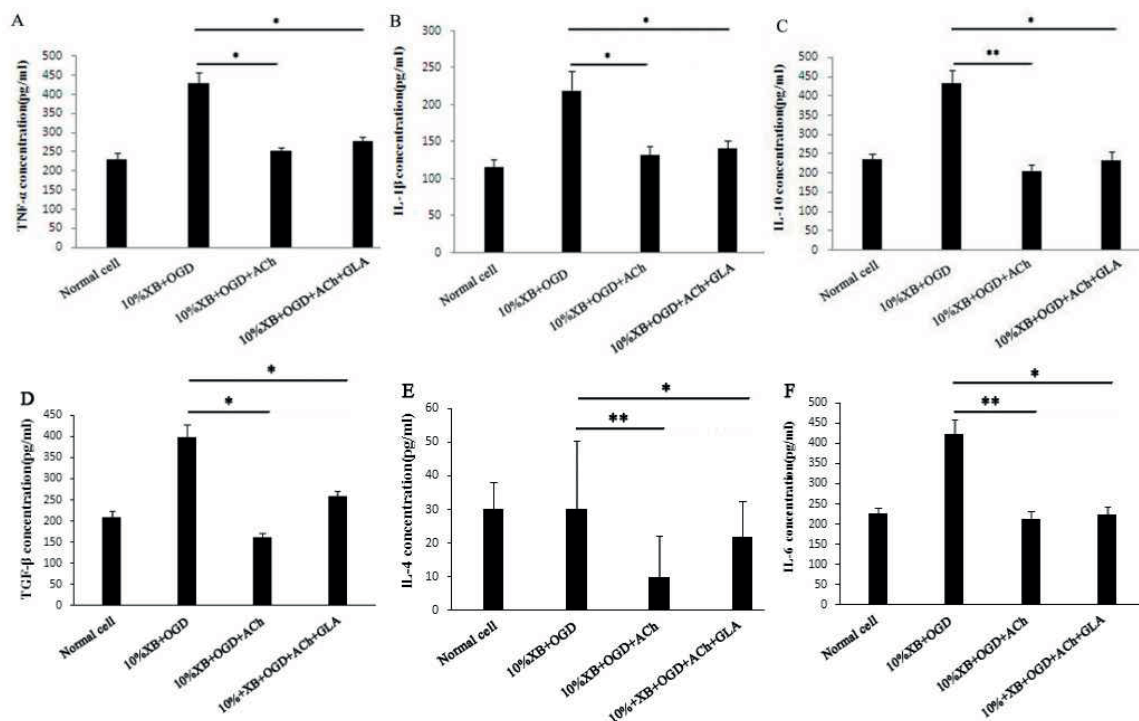 A
*
*
TNF-α concentration(pg/ml)
500
450
400
350
300
250
200
150
100
50
0
Normal cell
10%XB+OGD
10%XB+OGD+ACh
10%XB+OGD+ACh+GLA
B
*
*
IL-1β concentration(pg/ml)
250
200
150
100
50
0
Normal cell
10%XB+OGD
10%XB+OGD+ACh
10%XB+OGD+ACh+GLA
C
*
**
IL-10 concentration(pg/ml)
500
450
400
350
300
250
200
150
100
50
0
Normal cell
10%XB+OGD
10%XB+OGD+ACh
10%XB+OGD+ACh+GLA
D
*
*
TGF-β concentration(pg/ml)
450
400
350
300
250
200
150
100
50
0
Normal cell
10%XB+OGD
10%XB+OGD+ACh
10%+XB+OGD+ACh+GLA
E
*
**
IL-4 concentration(pg/ml)
60
50
40
30
20
10
0
Normal cell
10%XB+OGD
10%XB+OGD+ACh
10%+XB+OGD+ACh+GLA
F
*
**
IL-6 concentration(pg/ml)
500
450
400
350
300
250
200
150
100
50
0
Normal cell
10%XB+OGD
10%XB+OGD+ACh
10%+XB+OGD+ACh+GLA